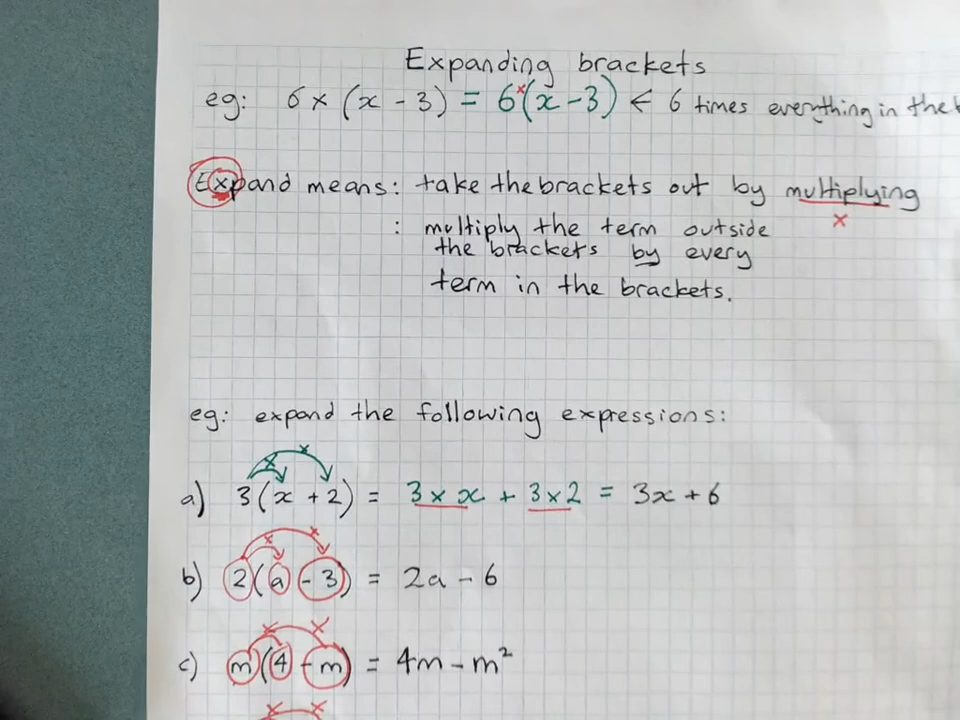 Expanding brackets
eg: 6 × (x - 3) = 6×(x - 3) ← 6 times everything in the
Expand means: take the brackets out by multiplying
×
: multiply the term outside
the brackets by every
term in the brackets.
eg: expand the following expressions:
× ×
a) 3(x + 2) = 3 × x + 3 × 2 = 3x + 6
× ×
b) 2(a - 3) = 2a - 6
× ×
c) m(4 - m) = 4m - m²
× ×